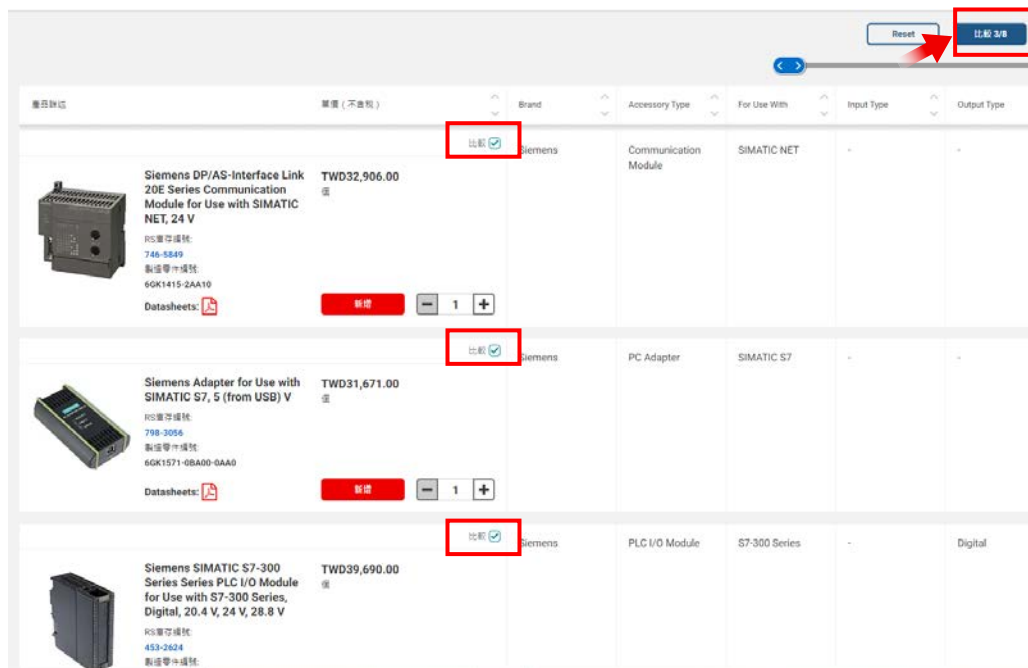 Reset
比較 3/8
產品描述
單價 ( 不含稅 )
Brand
Accessory Type
For Use With
Input Type
Output Type
比較
Siemens
Communication
Module
SIMATIC NET
-
-
Siemens DP/AS-Interface Link
20E Series Communication
Module for Use with SIMATIC
NET, 24 V
TWD32,906.00
個
RS庫存編號:
746-5849
製造零件編號:
6GK1415-2AA10
Datasheets:
新增
1
比較
Siemens
PC Adapter
SIMATIC S7
-
-
Siemens Adapter for Use with
SIMATIC S7, 5 (from USB) V
TWD31,671.00
個
RS庫存編號:
798-3056
製造零件編號:
6GK1571-0BA00-0AA0
Datasheets:
新增
1
比較
Siemens
PLC I/O Module
S7-300 Series
-
Digital
Siemens SIMATIC S7-300
Series Series PLC I/O Module
for Use with S7-300 Series,
Digital, 20.4 V, 24 V, 28.8 V
TWD39,690.00
個
RS庫存編號:
453-2624
製造零件編號: